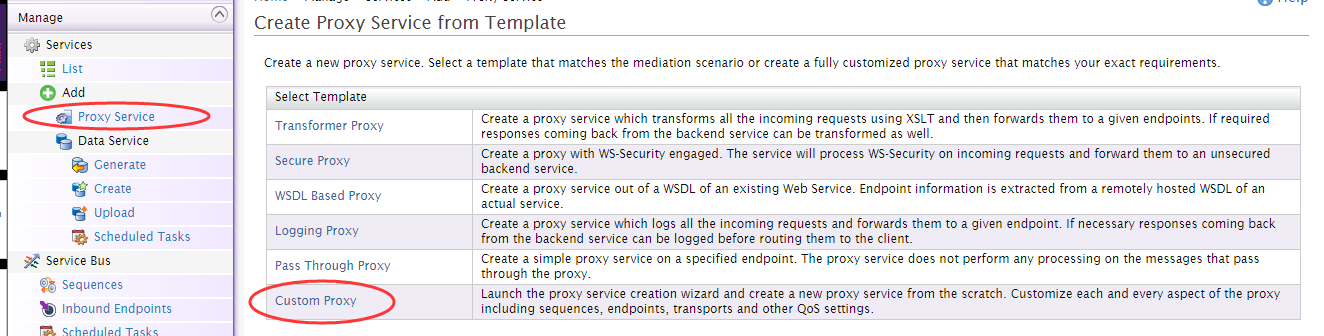 Manage
Services
List
Add
Proxy Service
Data Service
Generate
Create
Upload
Scheduled Tasks
Service Bus
Sequences
Inbound Endpoints
Scheduled Tasks
Help
Create Proxy Service from Template
Create a new proxy service. Select a template that matches the mediation scenario or create a fully customized proxy service that matches your exact requirements.
Select Template
Transformer Proxy
Create a proxy service which transforms all the incoming requests using XSLT and then forwards them to a given endpoints. If required
responses coming back from the backend service can be transformed as well.
Secure Proxy
Create a proxy with WS-Security engaged. The service will process WS-Security on incoming requests and forward them to an unsecured
backend service.
WSDL Based Proxy
Create a proxy service out of a WSDL of an existing Web Service. Endpoint information is extracted from a remotely hosted WSDL of an
actual service.
Logging Proxy
Create a proxy service which logs all the incoming requests and forwards them to a given endpoint. If necessary responses coming back
from the backend service can be logged before routing them to the client.
Pass Through Proxy
Create a simple proxy service on a specified endpoint. The proxy service does not perform any processing on the messages that pass
through the proxy.
Custom Proxy
Launch the proxy service creation wizard and create a new proxy service from the scratch. Customize each and every aspect of the proxy
including sequences, endpoints, transports and other QoS settings.